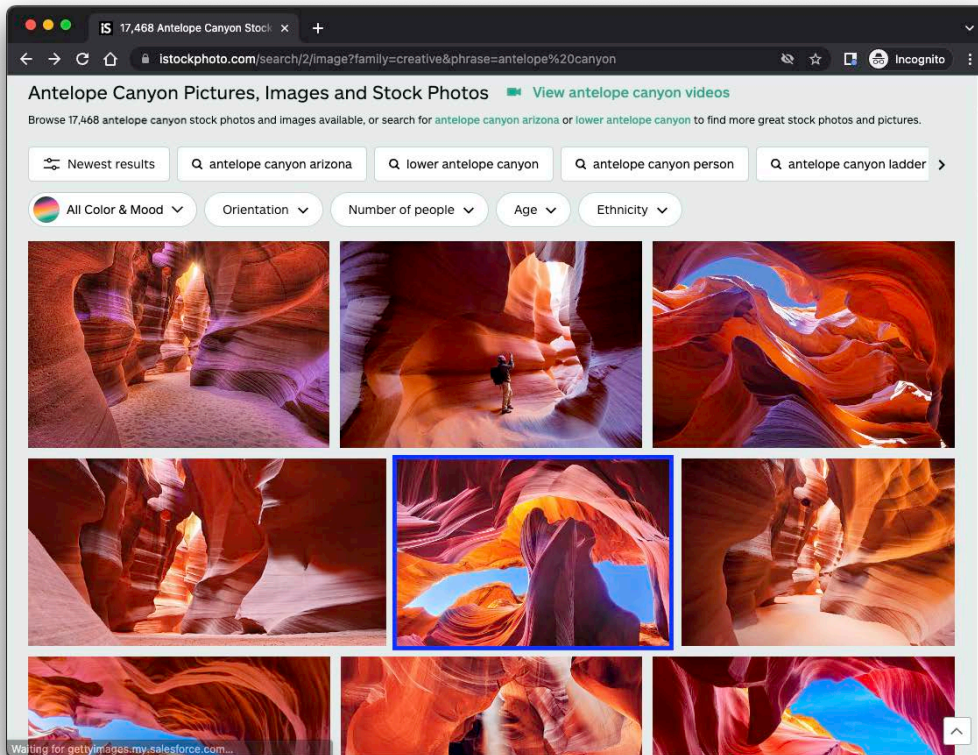 iS 17,468 Antelope Canyon Stock
istockphoto.com/search/2/image?family=creative&phrase=antelope%20canyon
Incognito
Antelope Canyon Pictures, Images and Stock Photos View antelope canyon videos
Browse 17,468 antelope canyon stock photos and images available, or search for antelope canyon arizona or lower antelope canyon to find more great stock photos and pictures.
Newest results antelope canyon arizona lower antelope canyon antelope canyon person antelope canyon ladder
All Color & Mood Orientation Number of people Age Ethnicity
Waiting for gettyimages.my.salesforce.com...